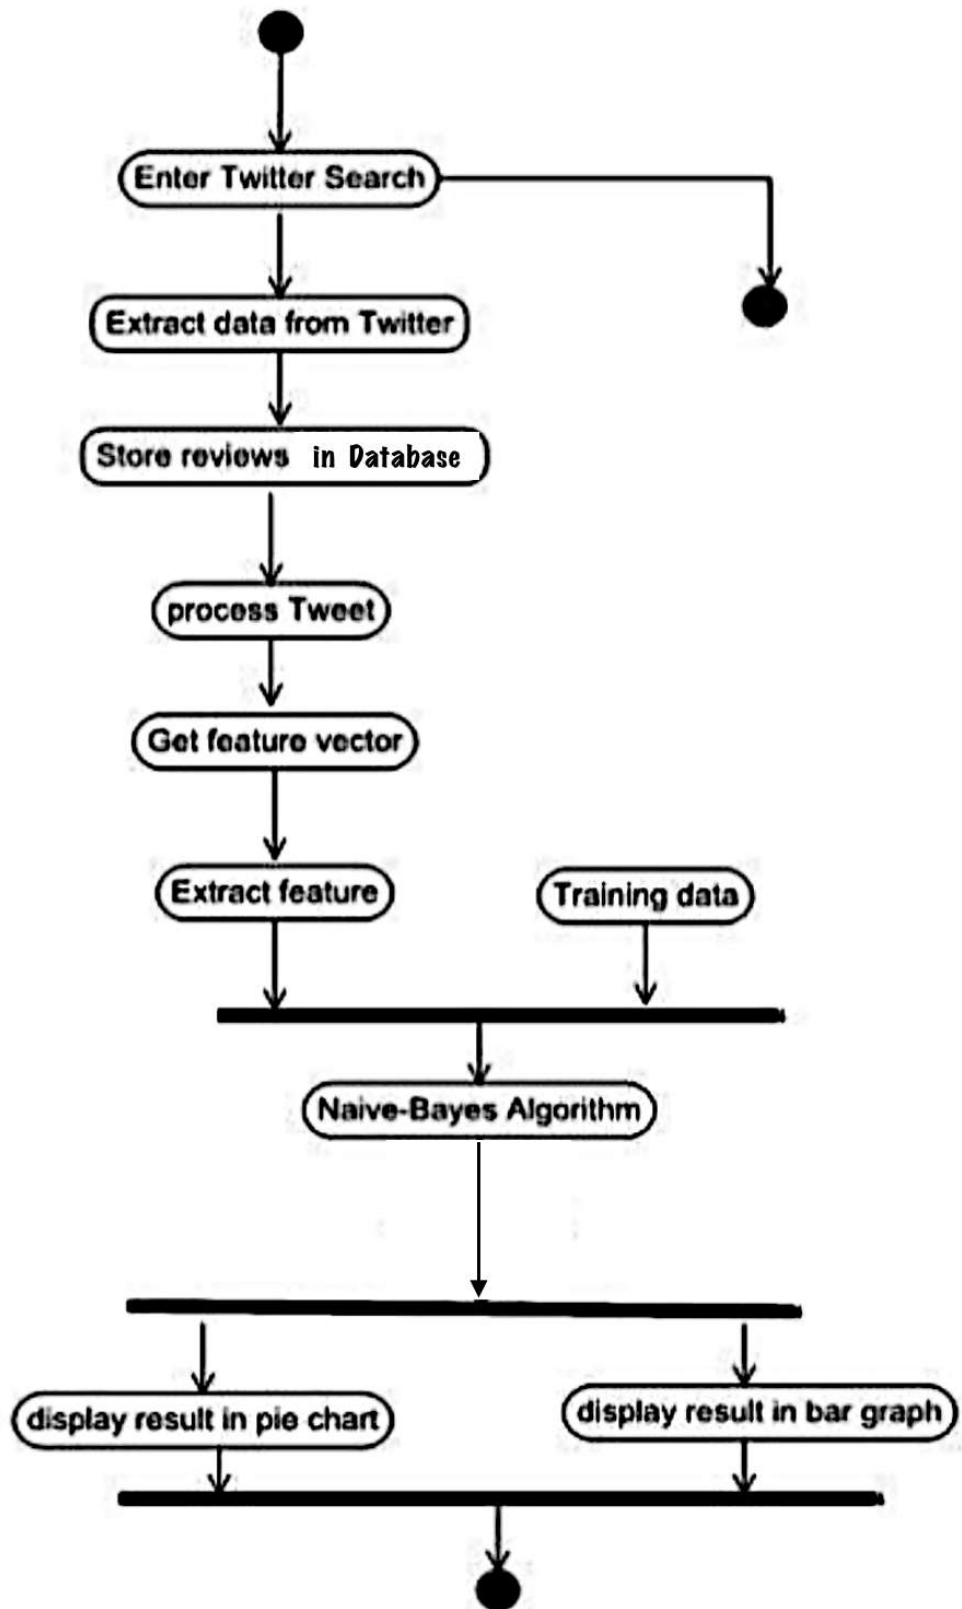 Enter Twitter Search
Extract data from Twitter
Store reviews in Database
process Tweet
Get feature vector
Extract feature
Training data
Naive-Bayes Algorithm
display result in pie chart
display result in bar graph